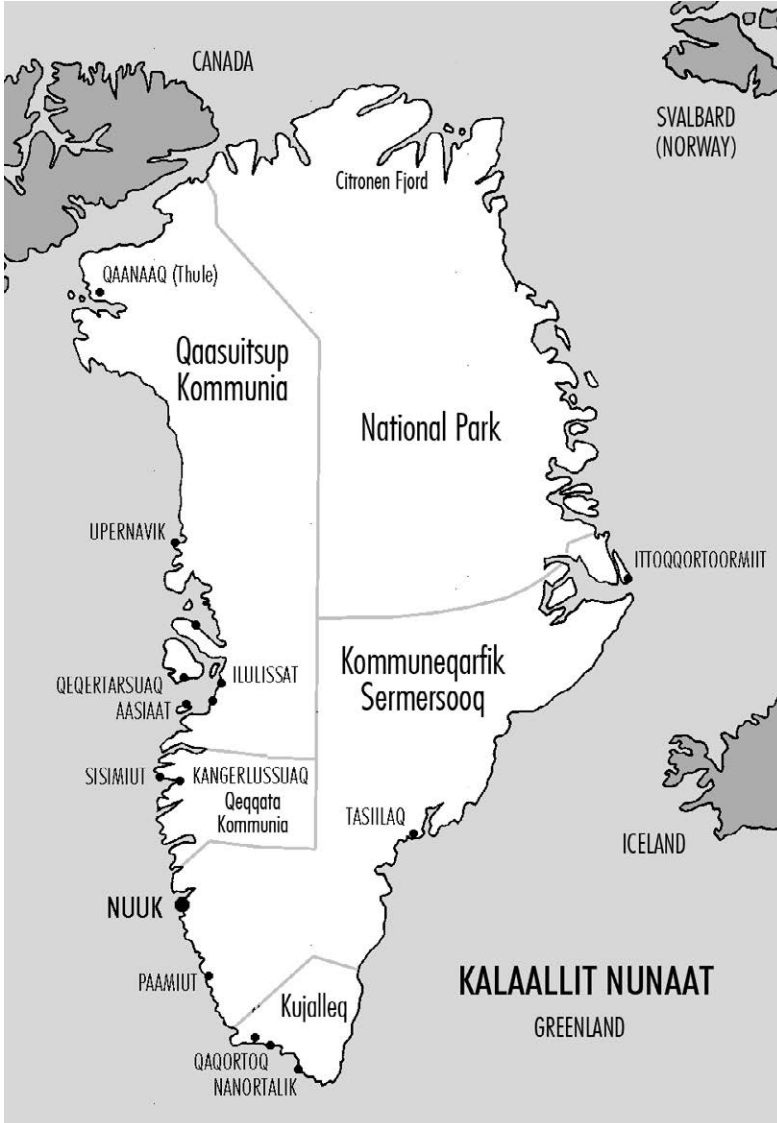 CANADA
SVALBARD
(NORWAY)
Citronen Fjord
QAANAAQ (Thule)
Qaasuitsup
Kommunia
National Park
UPERNAVIK
ITTOQQORTOORMIIT
Kommuneqarfik
Sermersooq
ILULISSAT
QEQERTARSUAQ
AASIAAT
SISIMIUT
KANGERLUSSUAQ
Qeqqata
Kommunia
TASIILAQ
ICELAND
NUUK
PAAMIUT
KALAALLIT NUNAAT
GREENLAND
Kujalleq
QAQORTOQ
NANORTALIK